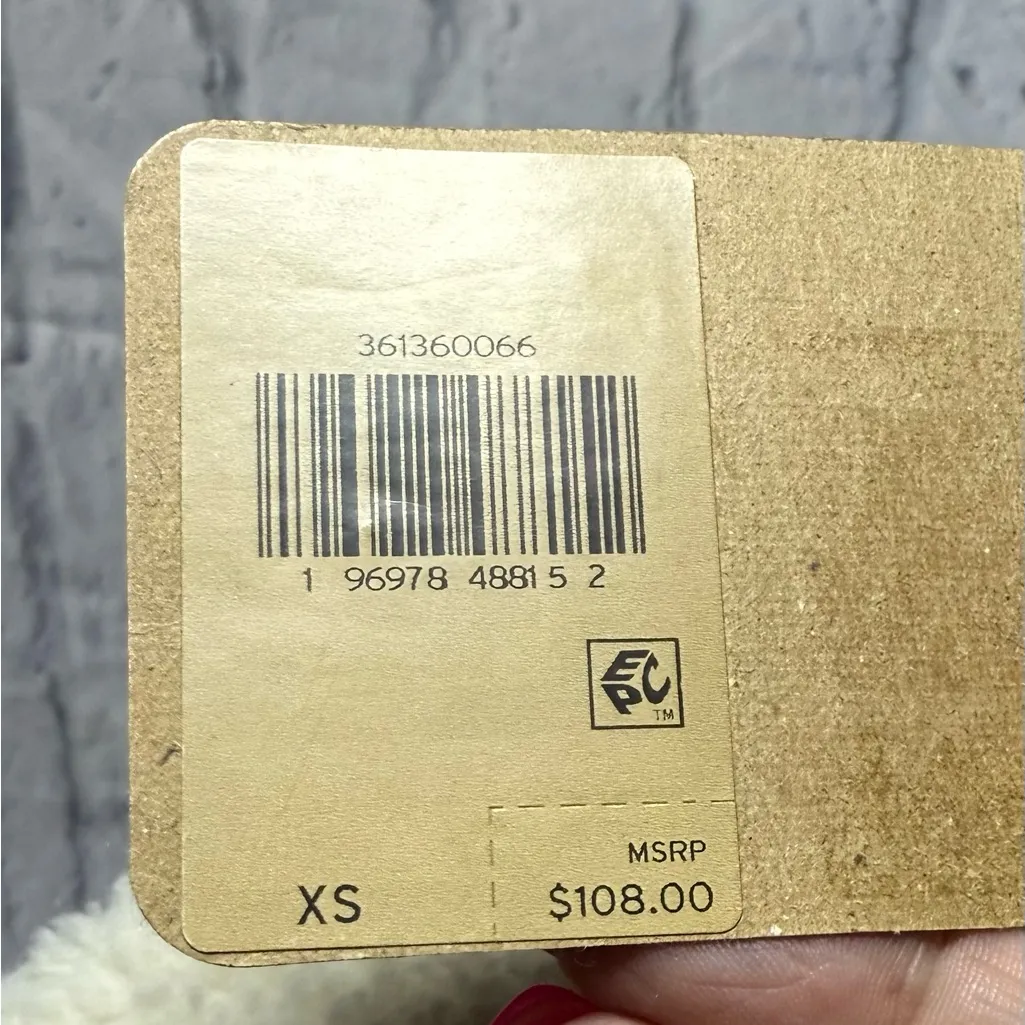 361360066
1 96978 48815 2
EPC
TM
MSRP
XS $108.00